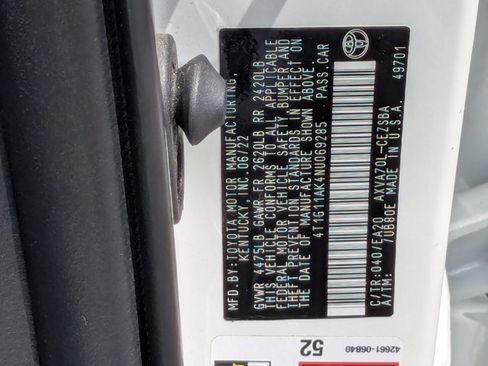 MFD.BY: TOYOTA MOTOR MANUFACTURING,
KENTUCKY, INC. 06/22
GVWR 4475LB GAWR FR 2620LB RR 2420LB
THIS VEHICLE CONFORMS TO ALL APPLICABLE
FEDERAL MOTOR VEHICLE SAFETY, BUMPER AND
THEFT PREVENTION STANDARDS IN EFFECT ON
DATE OF MANUFACTURE SHOWN ABOVE.
4T1G11AK4NU069285 PASS.CAR
C/TR: 040/EA20 AXVA70L-CEZSBA
A/TM: /UB80E MADE IN U.S.A. 49701
42661-06B40
52